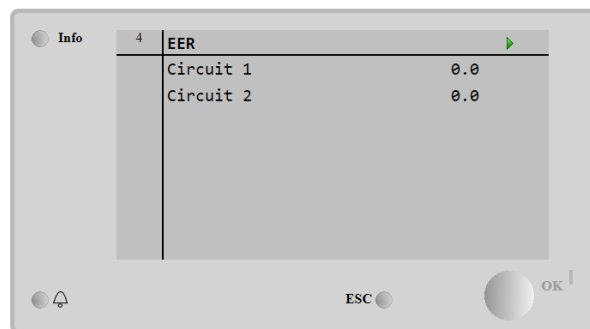 Info
4 EER
Circuit 1 0.0
Circuit 2 0.0
ESC
OK